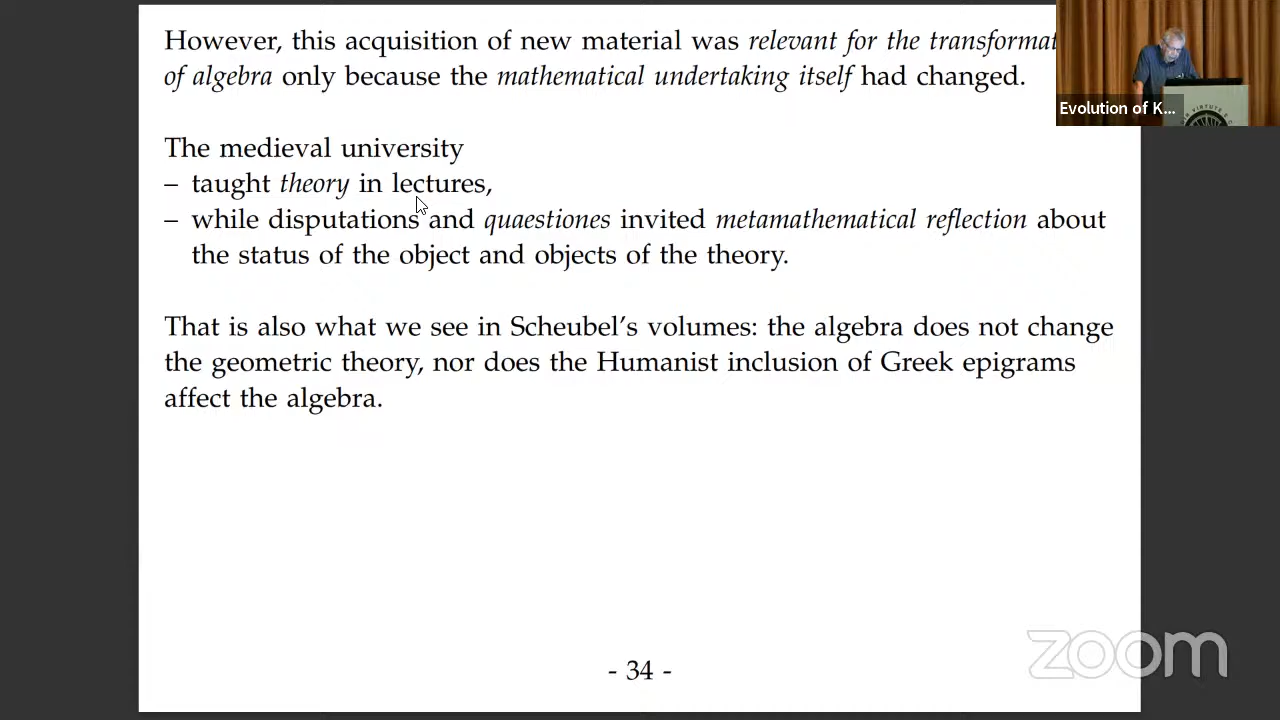 However, this acquisition of new material was relevant for the
of algebra only because the mathematical undertaking itself had changed.
The medieval university
– taught theory in lectures,
– while disputations and quaestiones invited metamathematical reflection about
the status of the object and objects of the theory.
That is also what we see in Scheubel's volumes: the algebra does not change
the geometric theory, nor does the Humanist inclusion of Greek epigrams
affect the algebra.
- 34 -
Evolution of K...
zoom